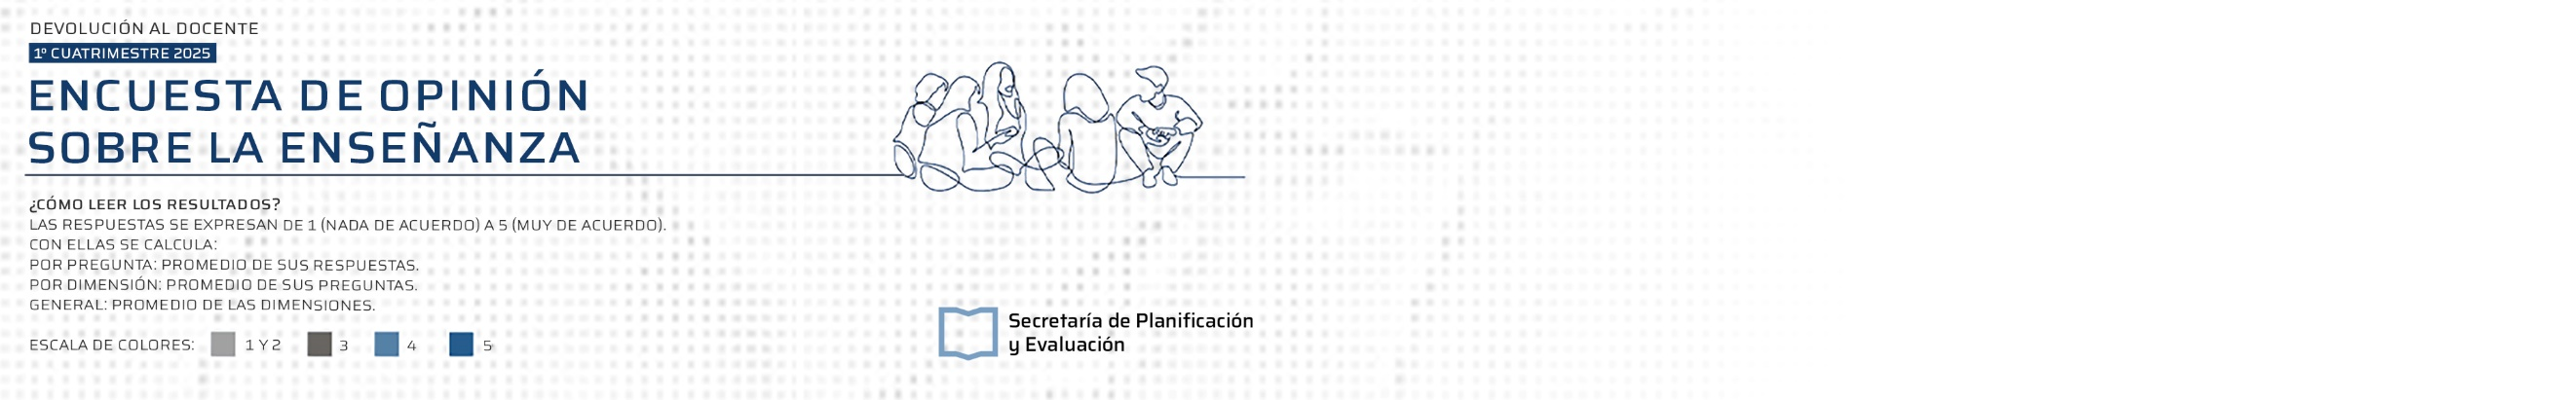 DEVOLUCIÓN AL DOCENTE
1º CUATRIMESTRE 2025
ENCUESTA DE OPINIÓN
SOBRE LA ENSEÑANZA
¿CÓMO LEER LOS RESULTADOS?
LAS RESPUESTAS SE EXPRESAN DE 1 (NADA DE ACUERDO) A 5 (MUY DE ACUERDO).
CON ELLAS SE CALCULA:
POR PREGUNTA: PROMEDIO DE SUS RESPUESTAS.
POR DIMENSIÓN: PROMEDIO DE SUS PREGUNTAS.
GENERAL: PROMEDIO DE LAS DIMENSIONES.
ESCALA DE COLORES: 1 Y 2 3 4 5
Secretaría de Planificación
y Evaluación